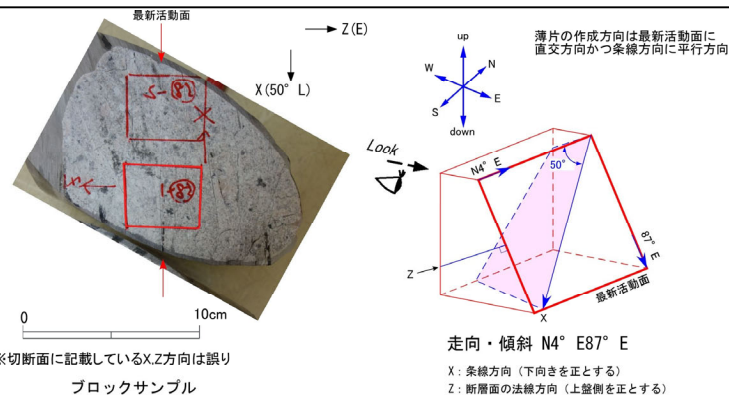 最新活動面
Z(E)
X(50° L)
0
10cm
※切断面に記載しているX,Z方向は誤り
ブロックサンプル
薄片の作成方向は最新活動面に
直交方向かつ条線方向に平行方向
up
N
W
E
S
down
Look
N4° E
50°
87° E
Z
最新活動面
X
走向・傾斜 N4° E87° E
X:条線方向(下向きを正とする)
Z:断層面の法線方向(上盤側を正とする)